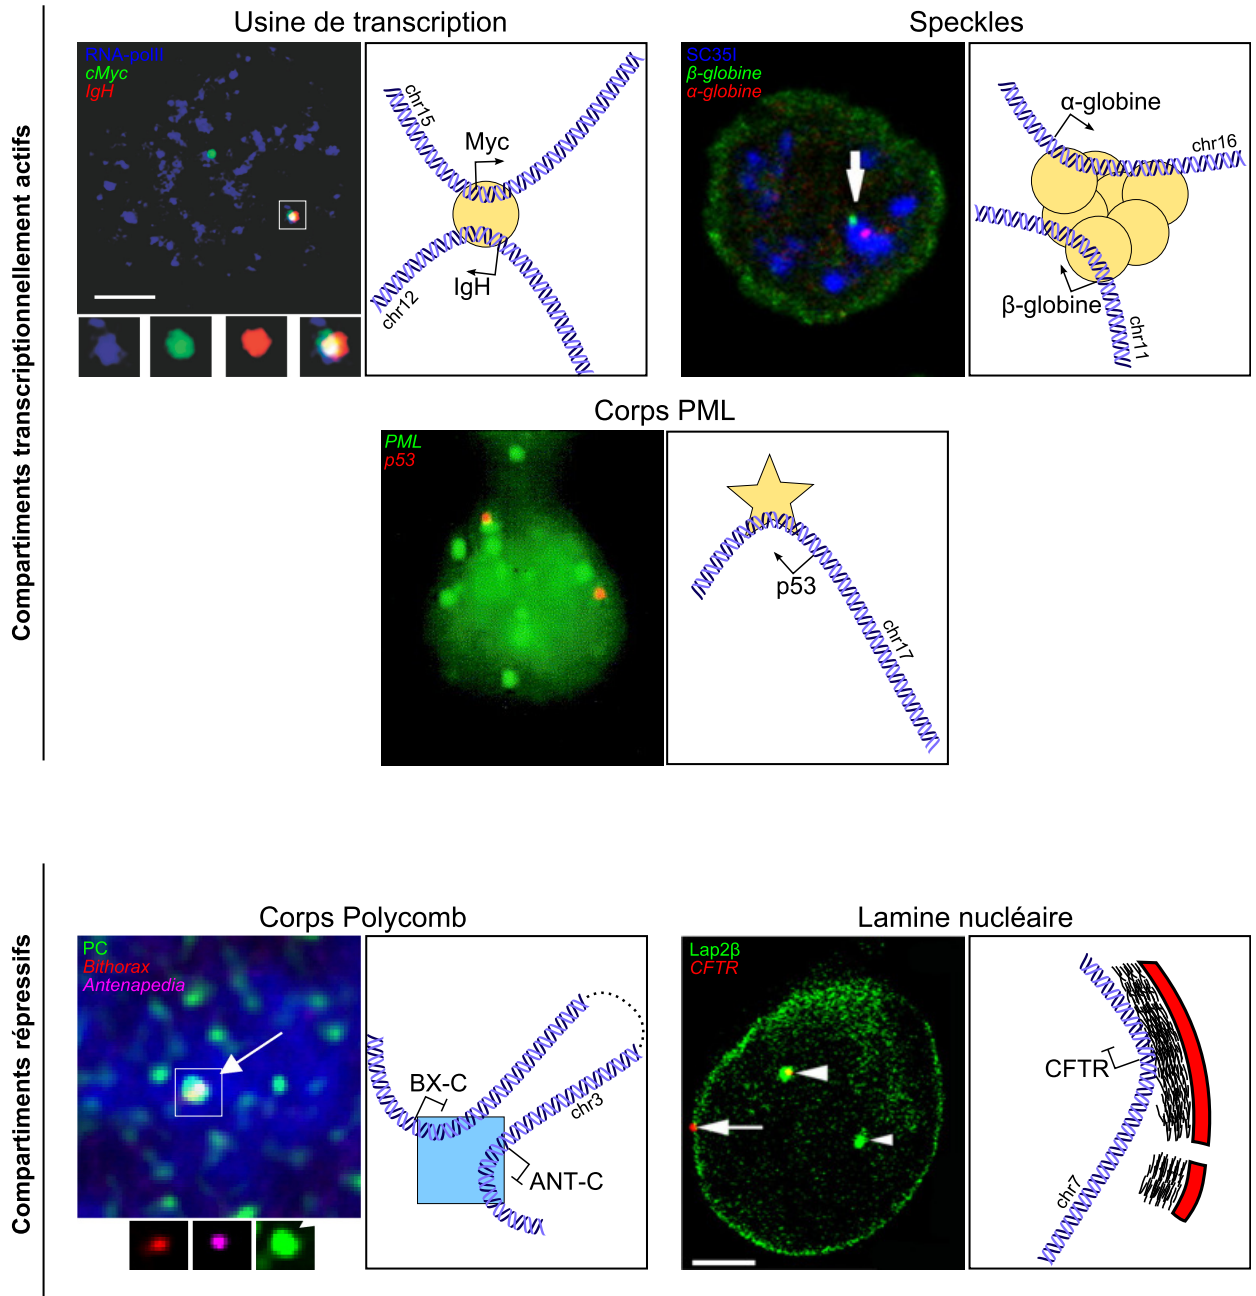 Compartiments transcriptionnellement actifs
Usine de transcription
RNA-polII
cMyc
IgH
chr15
Myc
IgH
chr12
Speckles
SC35I
β-globine
α-globine
α-globine
chr16
β-globine
chr11
Corps PML
PML
p53
p53
chr17
Compartiments répressifs
Corps Polycomb
PC
Bithorax
Antenapedia
BX-C
chr3
ANT-C
Lamine nucléaire
Lap2β
CFTR
CFTR
chr7